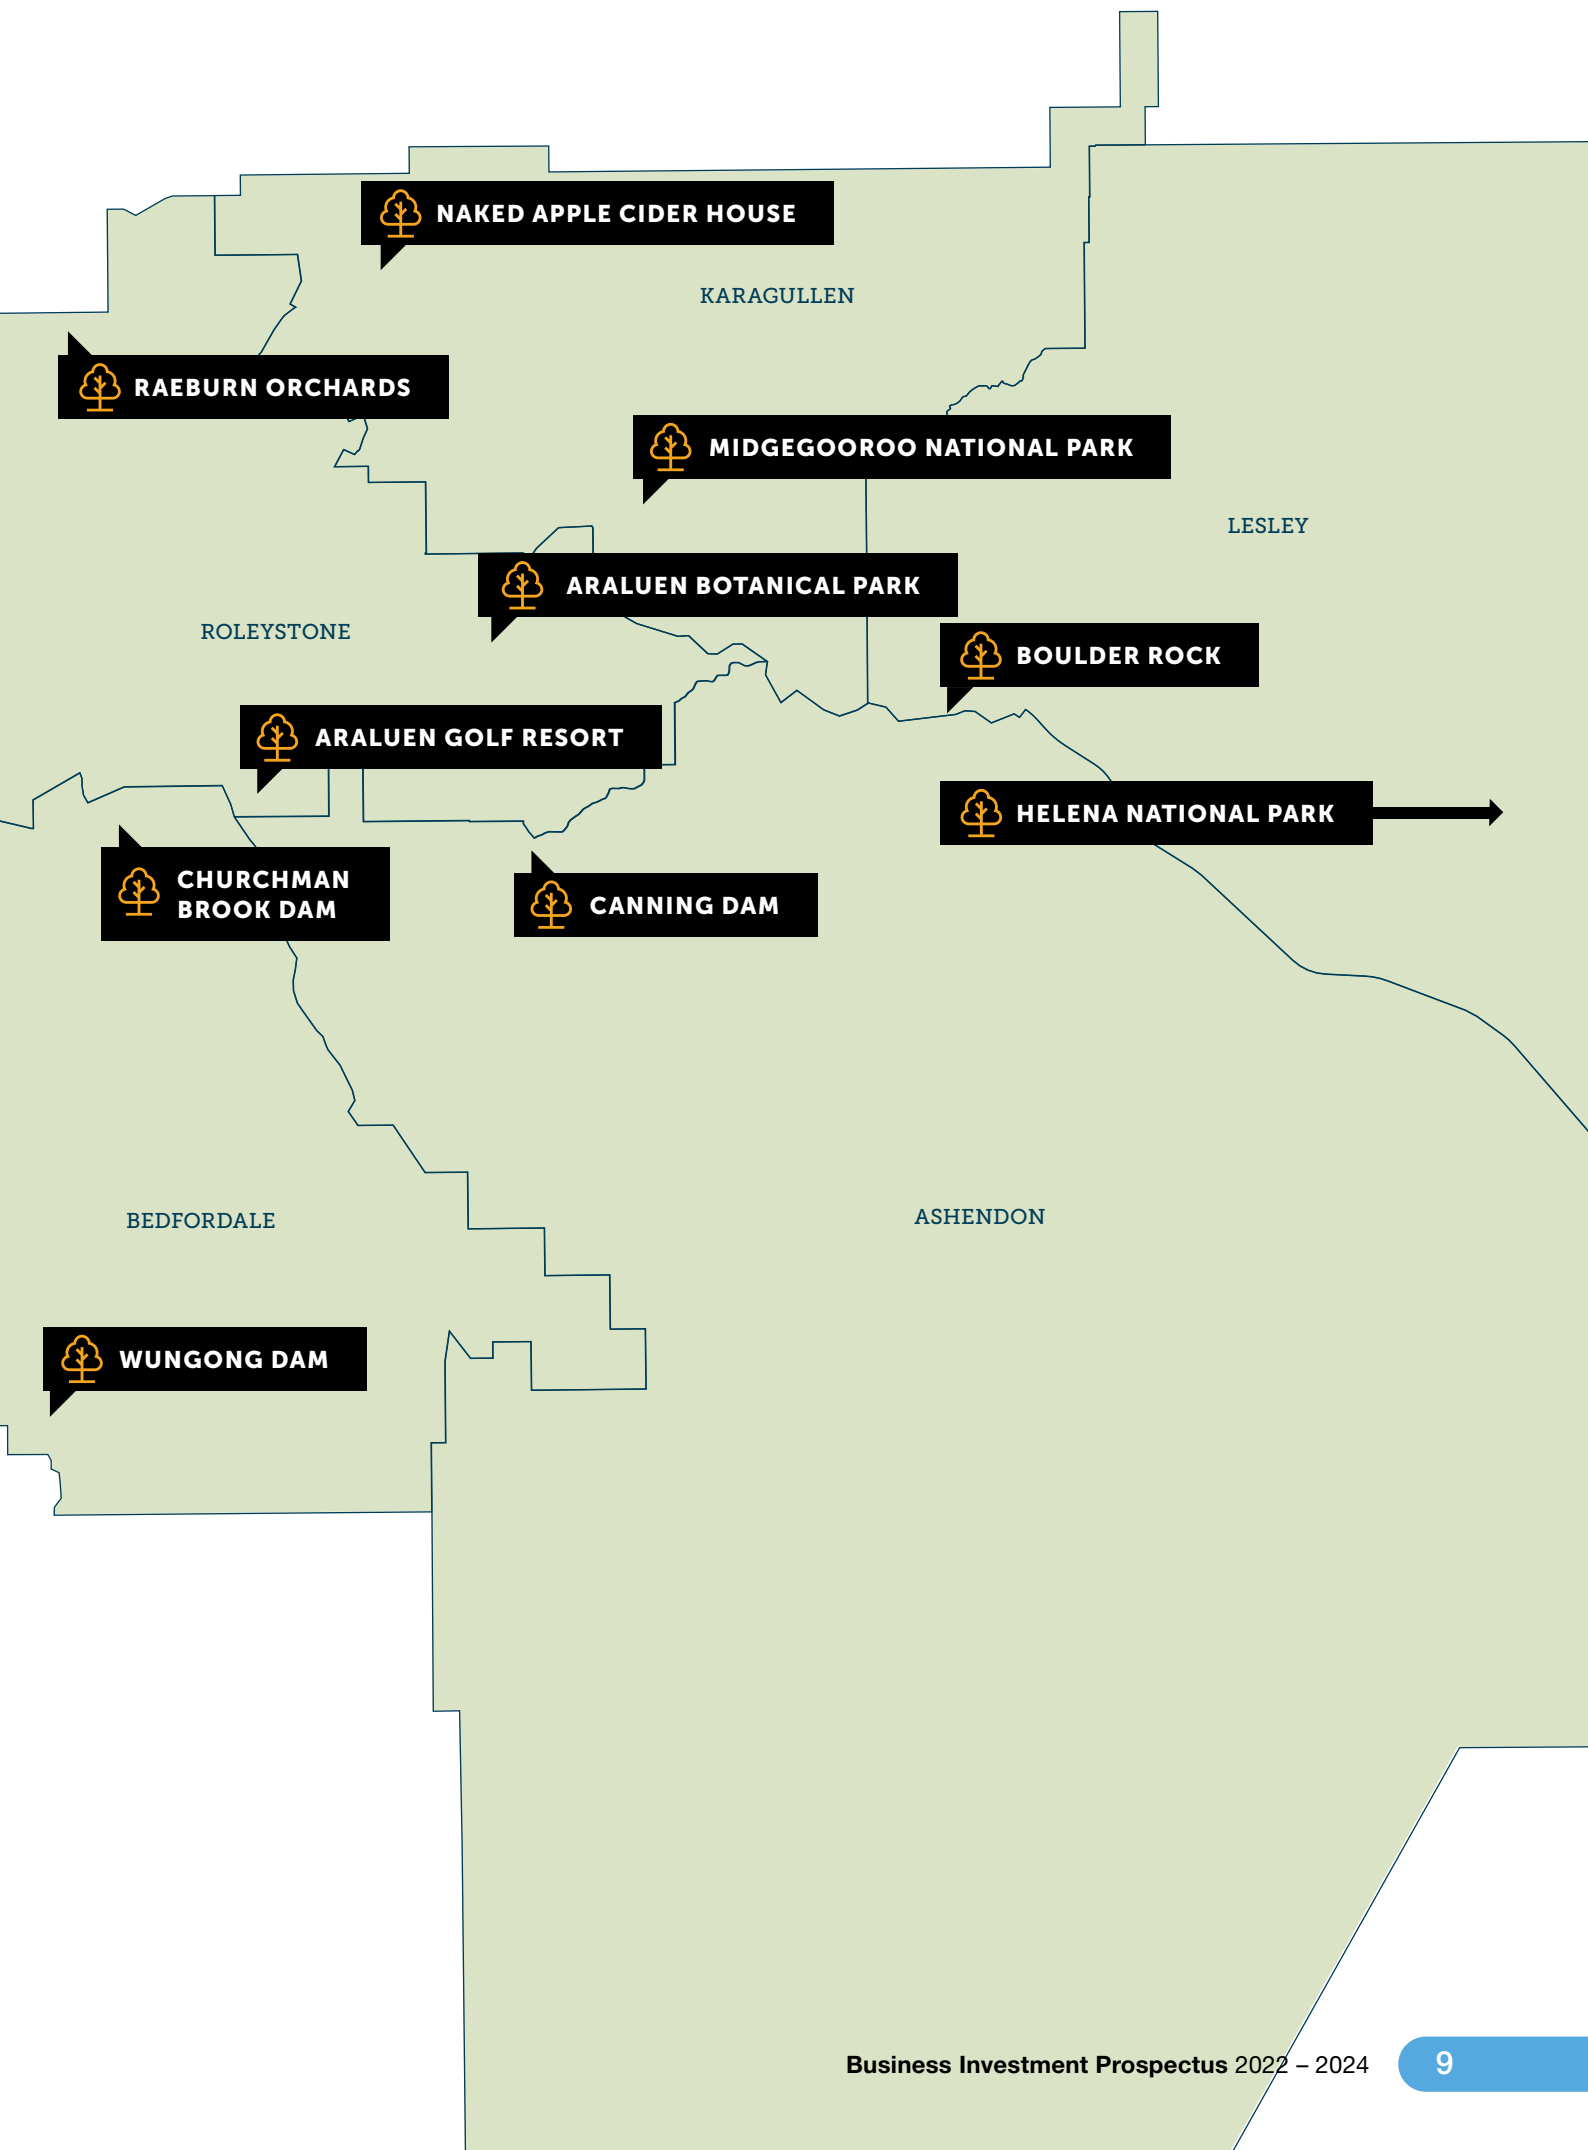 NAKED APPLE CIDER HOUSE
KARAGULLEN
RAEBURN ORCHARDS
MIDGEGOOROO NATIONAL PARK
LESLEY
ARALUEN BOTANICAL PARK
ROLEYSTONE
BOULDER ROCK
ARALUEN GOLF RESORT
HELENA NATIONAL PARK
CHURCHMAN
BROOK DAM
CANNING DAM
BEDFORDALE
ASHENDON
WUNGONG DAM
Business Investment Prospectus 2022 – 2024 9